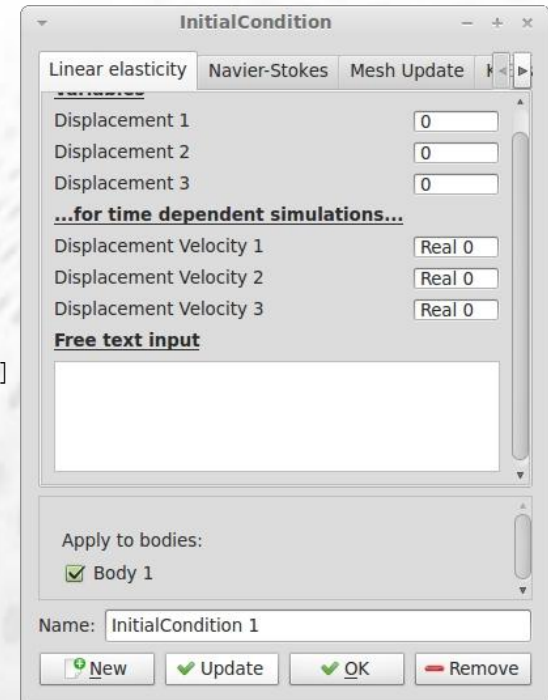 InitialCondition
Linear elasticity Navier-Stokes Mesh Update
Displacement 1 0
Displacement 2 0
Displacement 3 0
...for time dependent simulations...
Displacement Velocity 1 Real 0
Displacement Velocity 2 Real 0
Displacement Velocity 3 Real 0
Free text input
]
Apply to bodies:
Body 1
Name: InitialCondition 1
New Update OK Remove